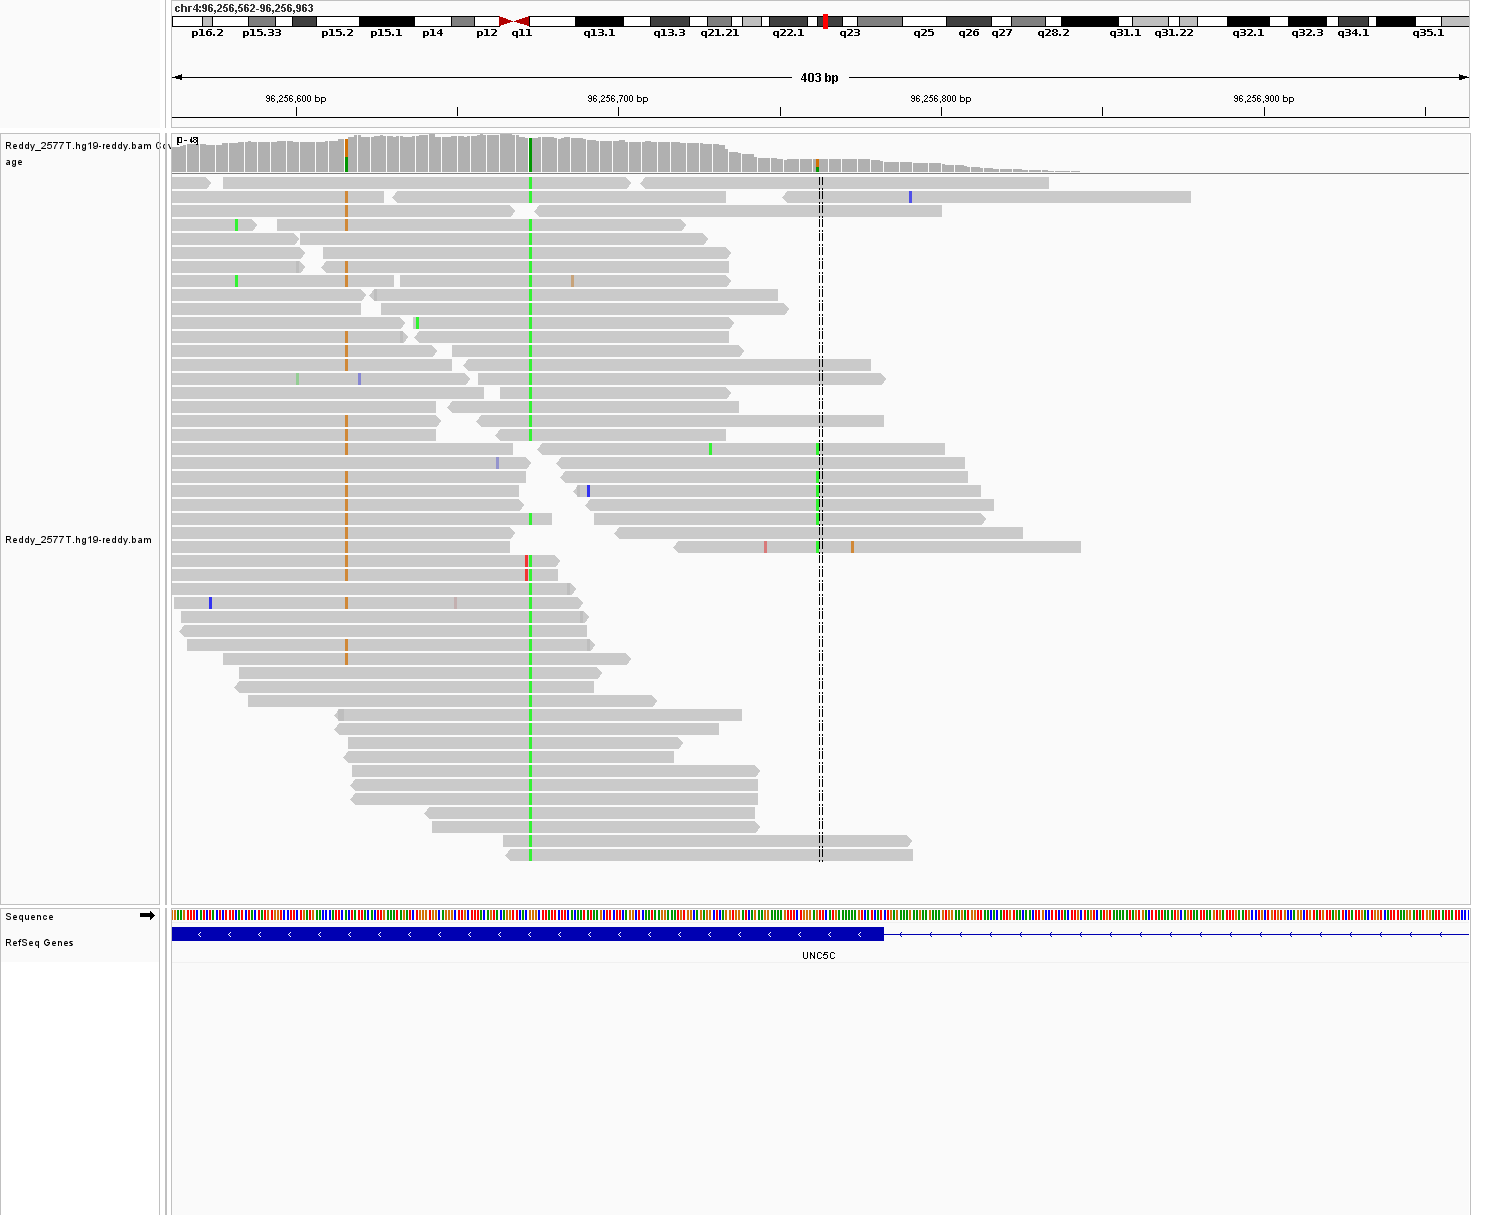 chr4:96,256,562-96,256,963
p16.2 p15.33 p15.2 p15.1 p14 p12 q11 q13.1 q13.3 q21.21 q22.1 q23 q25 q26 q27 q28.2 q31.1 q31.22 q32.1 q32.3 q34.1 q35.1
403 bp
96,256,600 bp 96,256,700 bp 96,256,800 bp 96,256,900 bp
Reddy_2577T.hg19-reddy.bam Cov
age
Reddy_2577T.hg19-reddy.bam
Sequence
RefSeq Genes
UNC5C